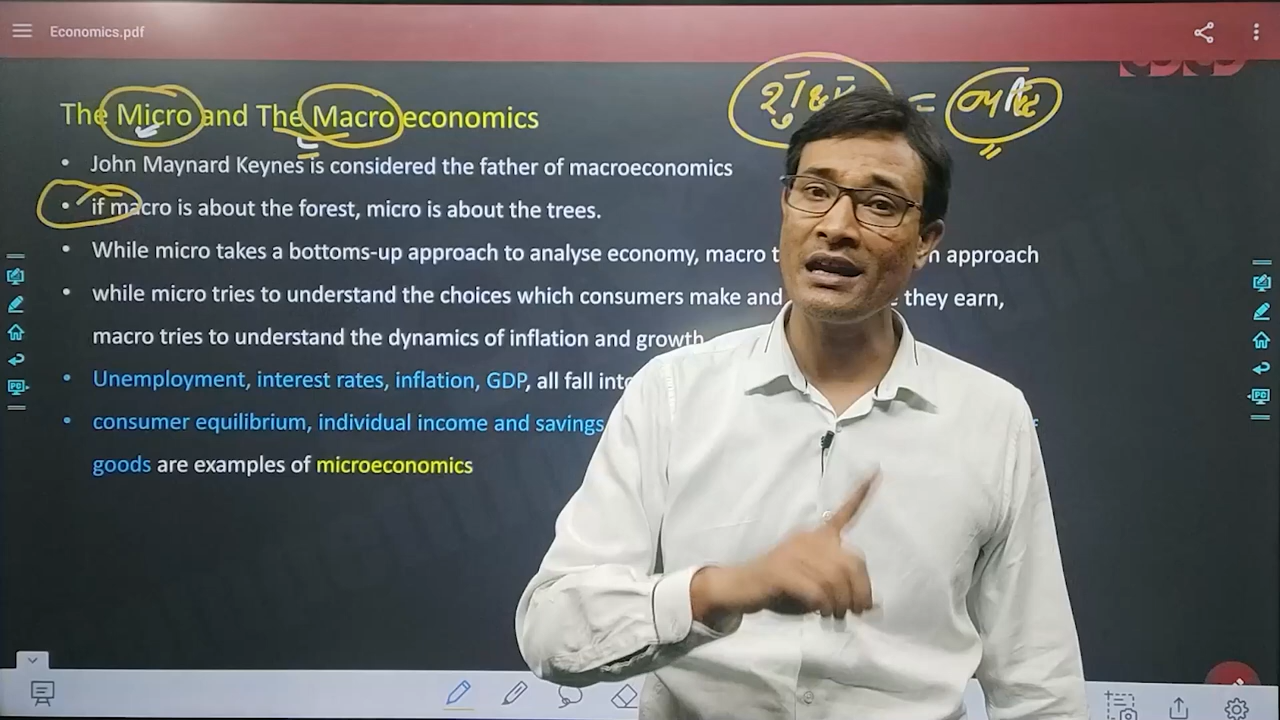 Economics.pdf
The Micro and The Macro economics
• John Maynard Keynes is considered the father of macroeconomics
• if macro is about the forest, micro is about the trees.
• While micro takes a bottoms-up approach to analyse economy, macro approach
• while micro tries to understand the choices which consumers make and they earn,
macro tries to understand the dynamics of inflation and growth
• Unemployment, interest rates, inflation, GDP, all fall
• consumer equilibrium, individual income and savings
goods are examples of microeconomics